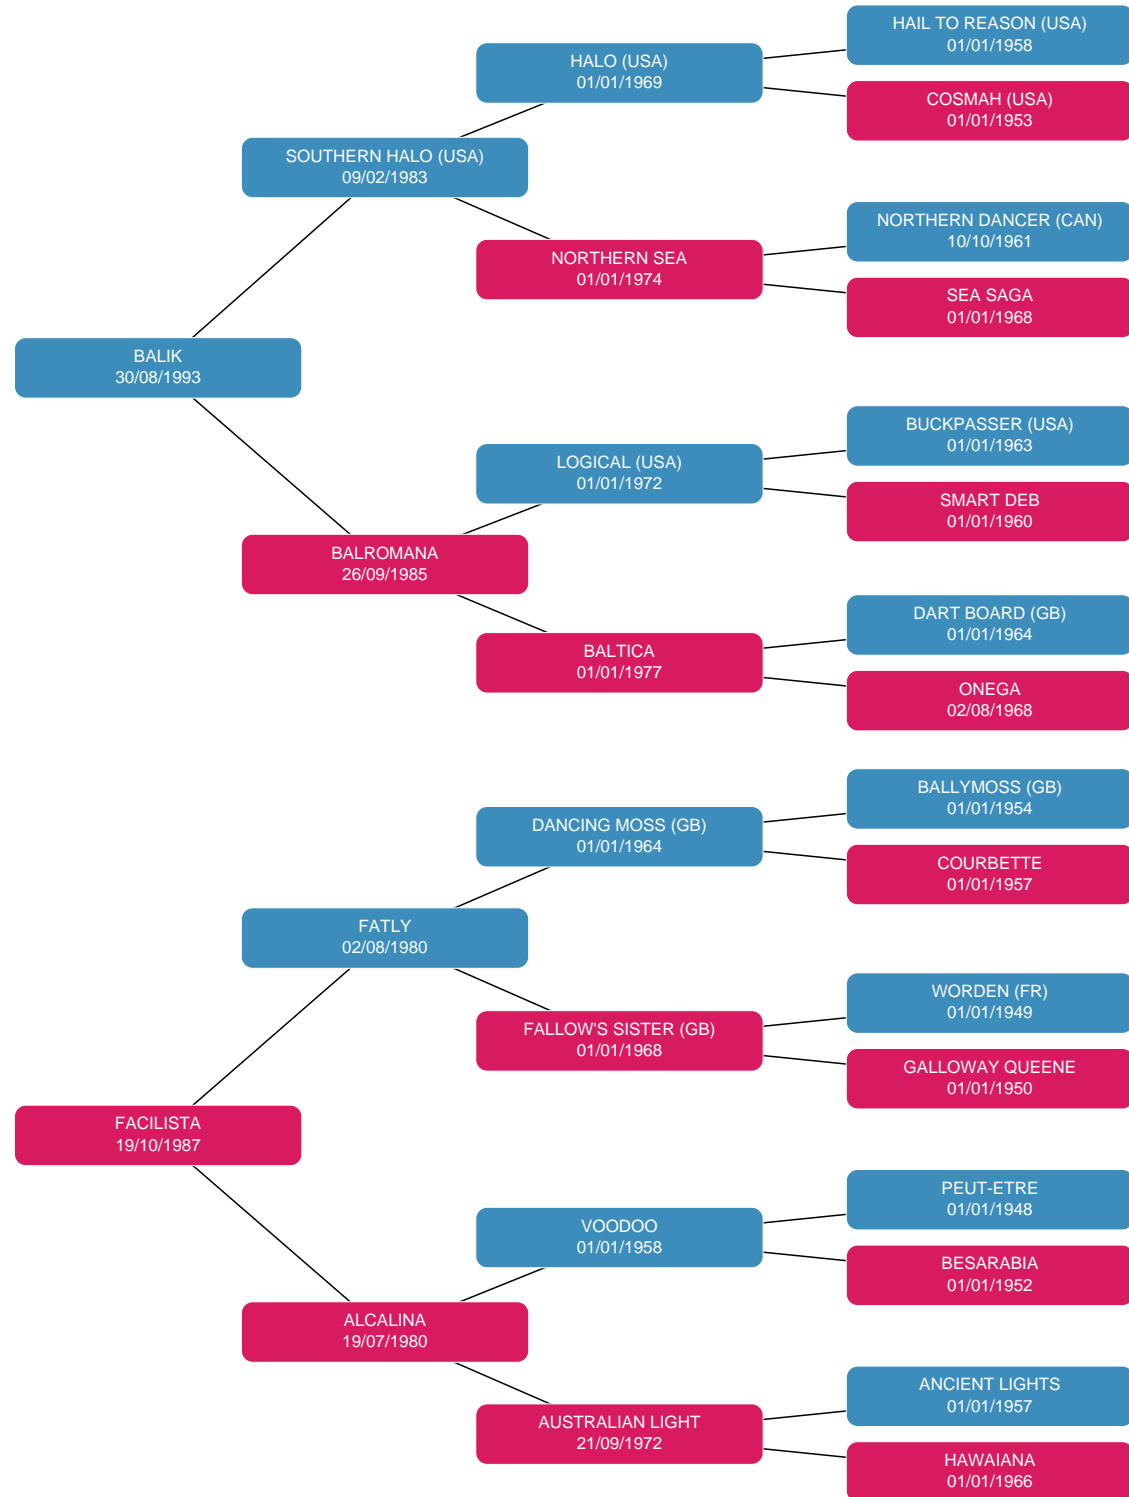 HAIL TO REASON (USA)
01/01/1958
HALO (USA)
01/01/1969
COSMAH (USA)
01/01/1953
SOUTHERN HALO (USA)
09/02/1983
NORTHERN DANCER (CAN)
10/10/1961
NORTHERN SEA
01/01/1974
SEA SAGA
01/01/1968
BALIK
30/08/1993
BUCKPASSER (USA)
01/01/1963
LOGICAL (USA)
01/01/1972
SMART DEB
01/01/1960
BALROMANA
26/09/1985
DART BOARD (GB)
01/01/1964
BALTICA
01/01/1977
ONEGA
02/08/1968
BALLYMOSS (GB)
01/01/1954
DANCING MOSS (GB)
01/01/1964
COURBETTE
01/01/1957
FATLY
02/08/1980
WORDEN (FR)
01/01/1949
FALLOW'S SISTER (GB)
01/01/1968
GALLOWAY QUEENE
01/01/1950
FACILISTA
19/10/1987
PEUT-ETRE
01/01/1948
VOODOO
01/01/1958
BESARABIA
01/01/1952
ALCALINA
19/07/1980
ANCIENT LIGHTS
01/01/1957
AUSTRALIAN LIGHT
21/09/1972
HAWAIANA
01/01/1966